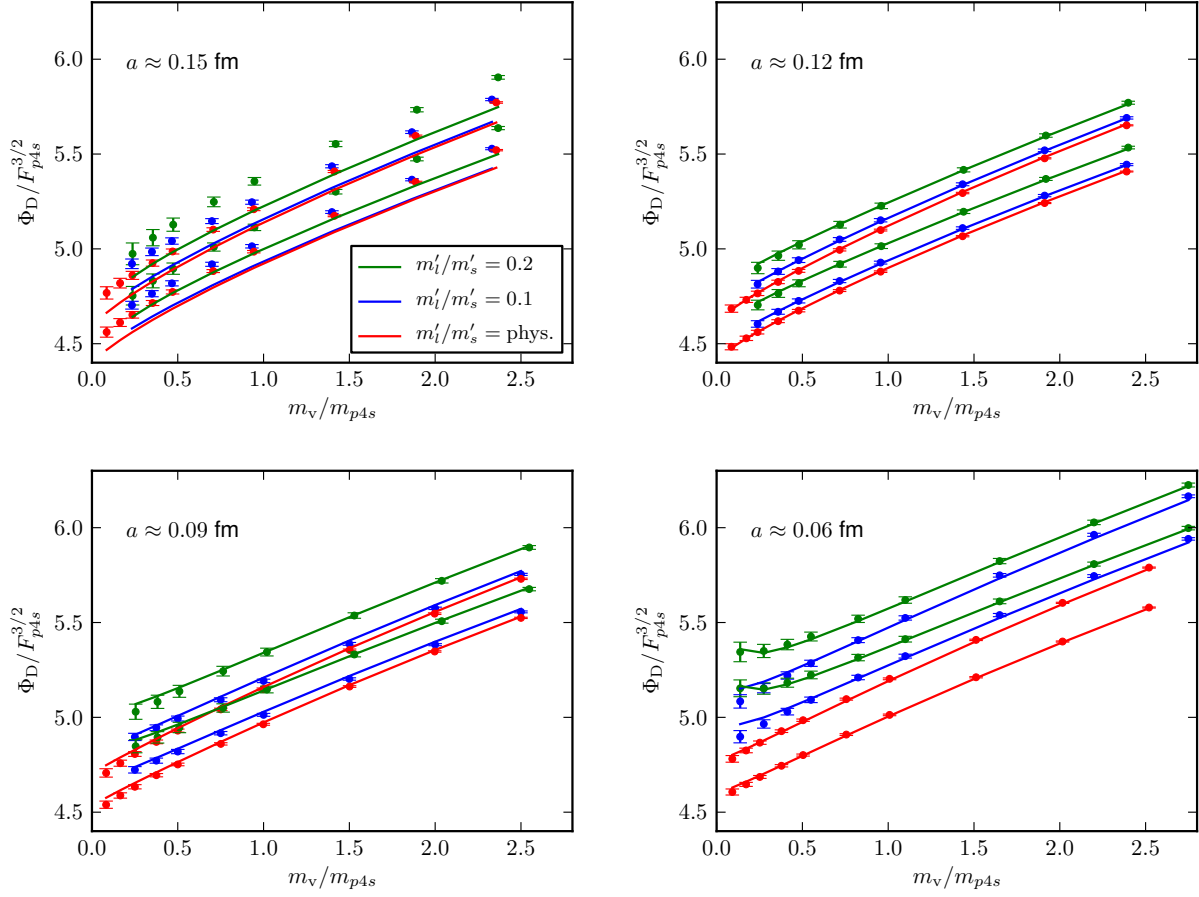 a ≈ 0.15 fm
6.0
5.5
5.0
4.5
Φ_D/F_{p4s}^{3/2}
m'_l/m'_s = 0.2
m'_l/m'_s = 0.1
m'_l/m'_s = phys.
0.0 0.5 1.0 1.5 2.0 2.5
m_v/m_{p4s}
a ≈ 0.12 fm
6.0
5.5
5.0
4.5
Φ_D/F_{p4s}^{3/2}
0.0 0.5 1.0 1.5 2.0 2.5
m_v/m_{p4s}
a ≈ 0.09 fm
6.0
5.5
5.0
4.5
Φ_D/F_{p4s}^{3/2}
0.0 0.5 1.0 1.5 2.0 2.5
m_v/m_{p4s}
a ≈ 0.06 fm
6.0
5.5
5.0
4.5
Φ_D/F_{p4s}^{3/2}
0.0 0.5 1.0 1.5 2.0 2.5
m_v/m_{p4s}